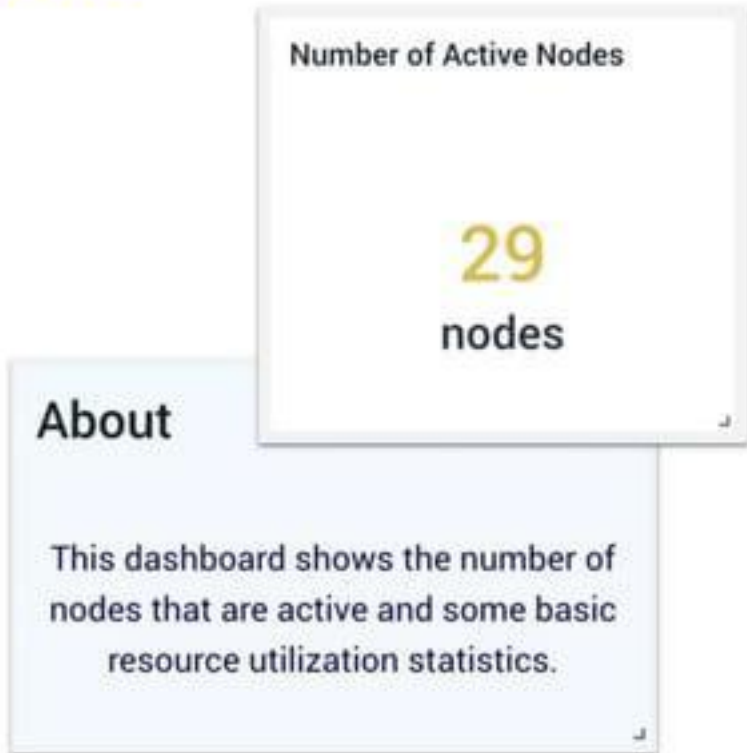 Number of Active Nodes
29
nodes
About
This dashboard shows the number of
nodes that are active and some basic
resource utilization statistics.